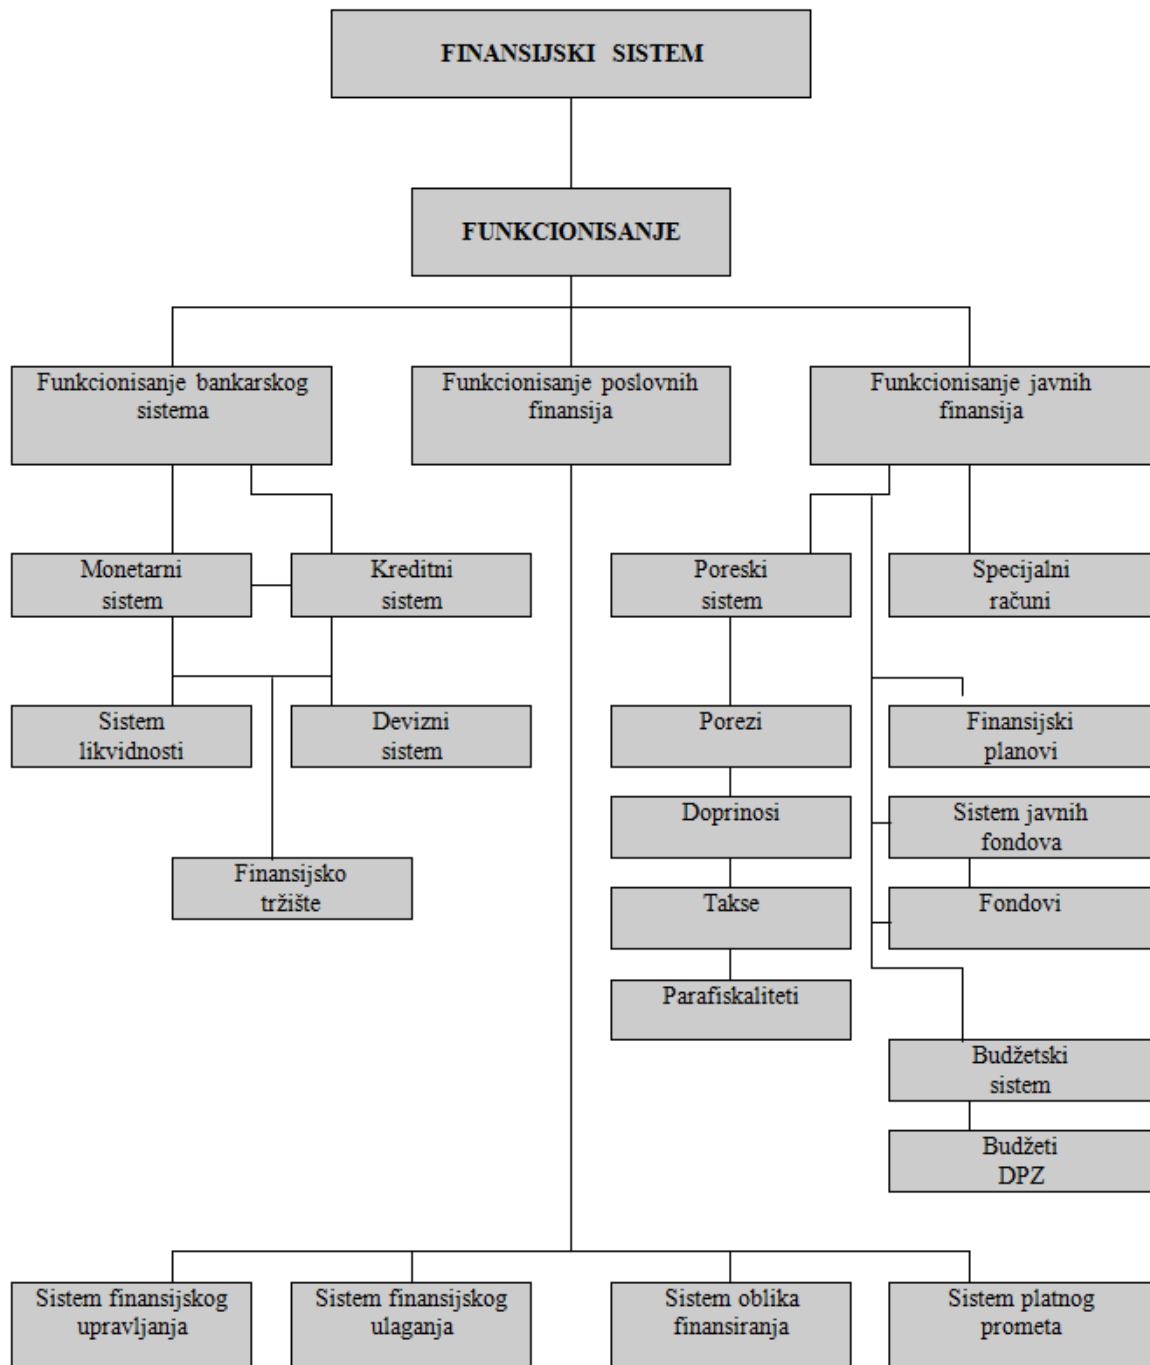 FINANSIJSKI SISTEM
FUNKCIONISANJE
Funkcionisanje bankarskog
sistema
Funkcionisanje poslovnih
finansija
Funkcionisanje javnih
finansija
Monetarni
sistem
Kreditni
sistem
Poreski
sistem
Specijalni
računi
Sistem
likvidnosti
Devizni
sistem
Porezi
Finansijski
planovi
Doprinosi
Sistem javnih
fondova
Finansijsko
tržište
Takse
Fondovi
Parafiskaliteti
Budžetski
sistem
Budžeti
DPZ
Sistem finansijskog
upravljanja
Sistem finansijskog
ulaganja
Sistem oblika
finansiranja
Sistem platnog
prometa